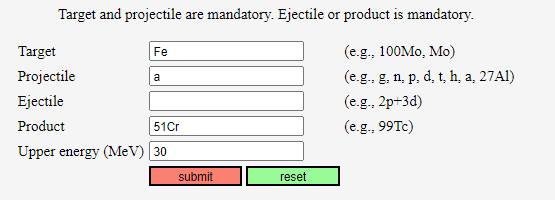 Target and projectile are mandatory. Ejectile or product is mandatory.
Target Fe (e.g., 100Mo, Mo)
Projectile a (e.g., g, n, p, d, t, h, a, 27Al)
Ejectile (e.g., 2p+3d)
Product 51Cr (e.g., 99Tc)
Upper energy (MeV) 30
submit reset